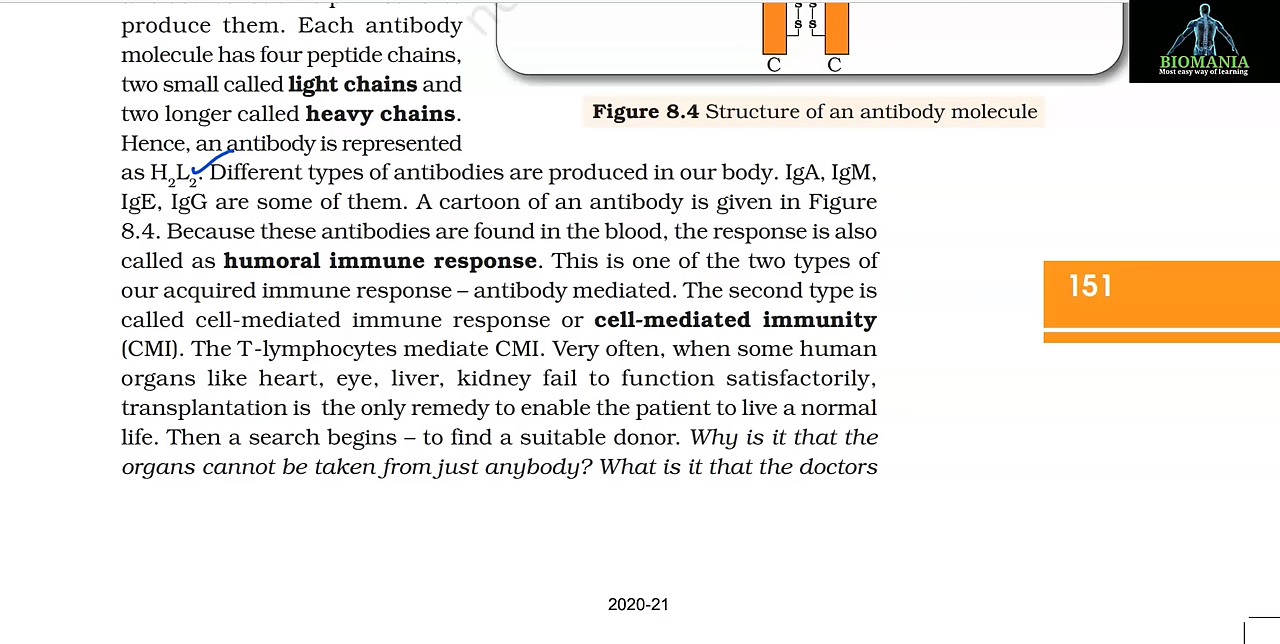 produce them. Each antibody
molecule has four peptide chains,
two small called light chains and
two longer called heavy chains.
Hence, an antibody is represented
as H₂L₂. Different types of antibodies are produced in our body. IgA, IgM,
IgE, IgG are some of them. A cartoon of an antibody is given in Figure
8.4. Because these antibodies are found in the blood, the response is also
called as humoral immune response. This is one of the two types of
our acquired immune response – antibody mediated. The second type is
called cell-mediated immune response or cell-mediated immunity
(CMI). The T-lymphocytes mediate CMI. Very often, when some human
organs like heart, eye, liver, kidney fail to function satisfactorily,
transplantation is the only remedy to enable the patient to live a normal
life. Then a search begins – to find a suitable donor. Why is it that the
organs cannot be taken from just anybody? What is it that the doctors
s s
s s
C C
Figure 8.4 Structure of an antibody molecule
BIOMANIA
Most easy way of learning
151
2020-21